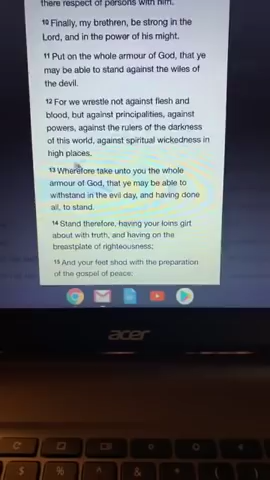 there respect of persons with him.
10 Finally, my brethren, be strong in the
Lord, and in the power of his might.
11 Put on the whole armour of God, that ye
may be able to stand against the wiles of
the devil.
12 For we wrestle not against flesh and
blood, but against principalities, against
powers, against the rulers of the darkness
of this world, against spiritual wickedness in
high places.
13 Wherefore take unto you the whole
armour of God, that ye may be able to
withstand in the evil day, and having done
all, to stand.
14 Stand therefore, having your loins girt
about with truth, and having on the
breastplate of righteousness;
15 And your feet shod with the preparation
of the gospel of peace;
acer
$ % ^ & * ( )